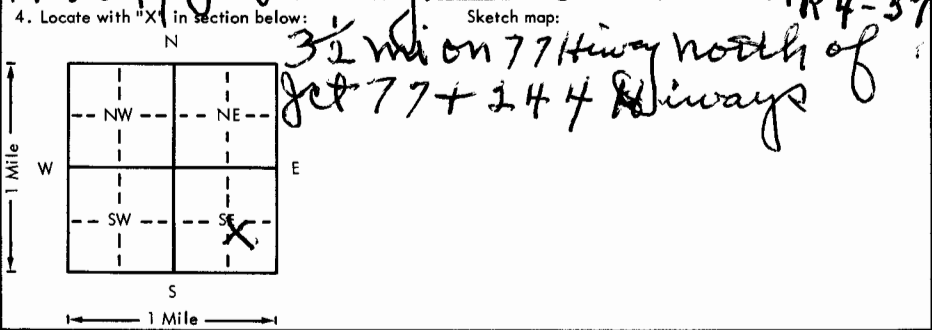 4. Locate with "X" in section below:
Sketch map:
3½ mi on 77 Hiway north of
Jct 77 + 244 Hiways
N
NW
NE
1 Mile
W
E
SW
SE
X
S
1 Mile